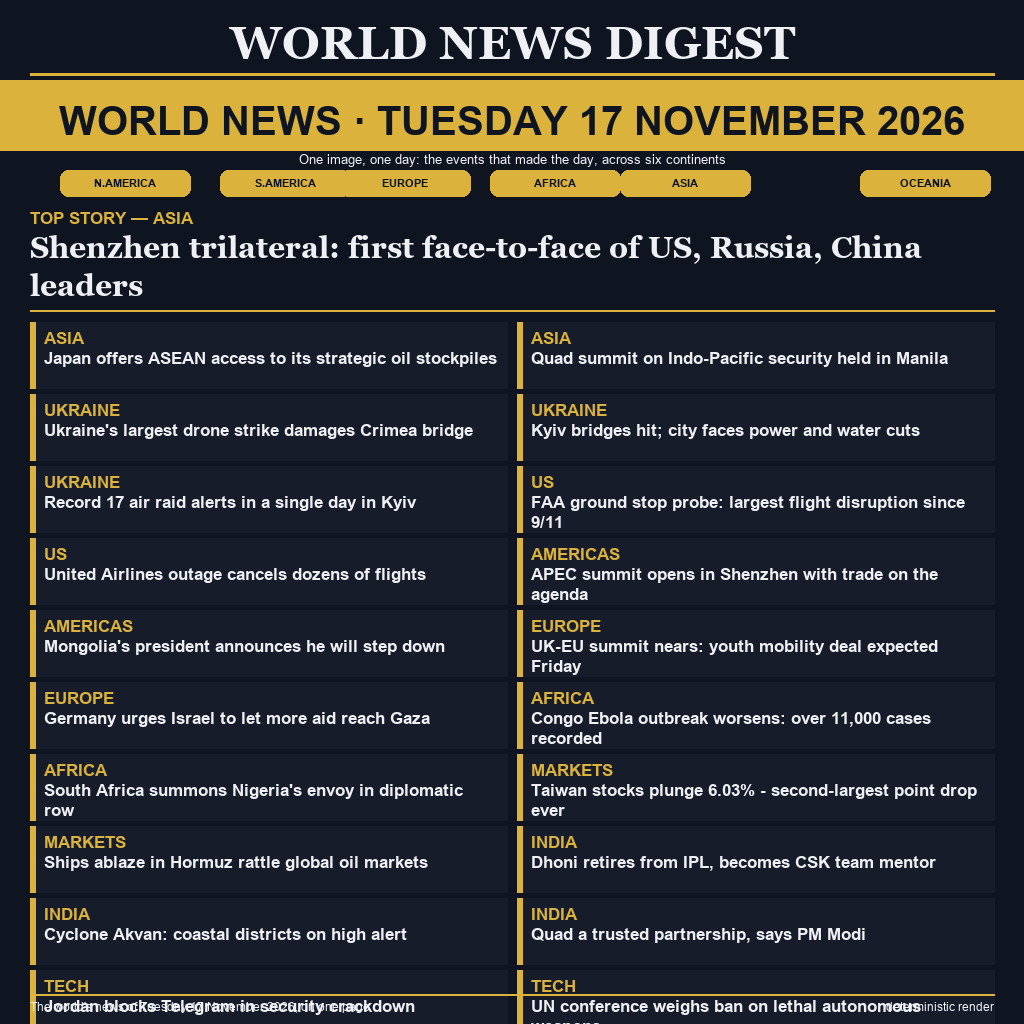 WORLD NEWS DIGEST
WORLD NEWS · TUESDAY 17 NOVEMBER 2026
One image, one day: the events that made the day, across six continents
N.AMERICA
S.AMERICA
EUROPE
AFRICA
ASIA
OCEANIA
TOP STORY — ASIA
Shenzhen trilateral: first face-to-face of US, Russia, China
leaders
ASIA
Japan offers ASEAN access to its strategic oil stockpiles
ASIA
Quad summit on Indo-Pacific security held in Manila
UKRAINE
Ukraine's largest drone strike damages Crimea bridge
UKRAINE
Kyiv bridges hit; city faces power and water cuts
UKRAINE
Record 17 air raid alerts in a single day in Kyiv
US
FAA ground stop probe: largest flight disruption since
9/11
US
United Airlines outage cancels dozens of flights
AMERICAS
APEC summit opens in Shenzhen with trade on the
agenda
AMERICAS
Mongolia's president announces he will step down
EUROPE
UK-EU summit nears: youth mobility deal expected
Friday
EUROPE
Germany urges Israel to let more aid reach Gaza
AFRICA
Congo Ebola outbreak worsens: over 11,000 cases
recorded
AFRICA
South Africa summons Nigeria's envoy in diplomatic
row
MARKETS
Taiwan stocks plunge 6.03% - second-largest point drop
ever
MARKETS
Ships ablaze in Hormuz rattle global oil markets
INDIA
Dhoni retires from IPL, becomes CSK team mentor
INDIA
Cyclone Akvan: coastal districts on high alert
INDIA
Quad a trusted partnership, says PM Modi
TECH
Jordan blocks Telegram in security crackdown
TECH
UN conference weighs ban on lethal autonomous
The world's news of Tuesday 17 November 2026
deterministic render